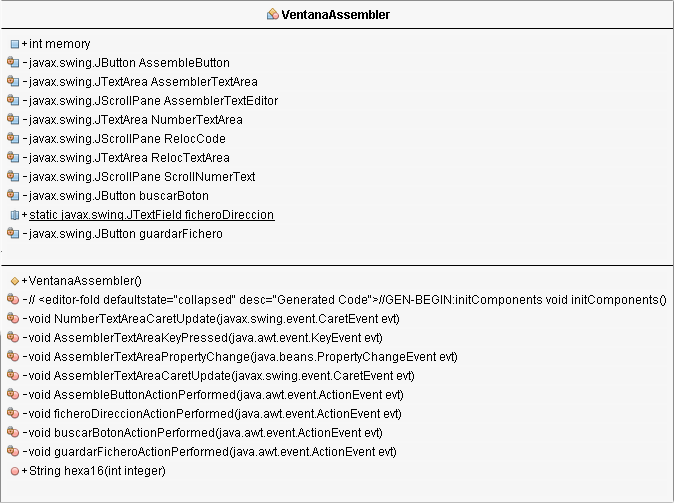 VentanaAssembler
+int memory
-javax.swing.JButton AssembleButton
-javax.swing.JTextArea AssemblerTextArea
-javax.swing.JScrollPane AssemblerTextEditor
-javax.swing.JTextArea NumberTextArea
-javax.swing.JScrollPane RelocCode
-javax.swing.JTextArea RelocTextArea
-javax.swing.JScrollPane ScrollNumerText
-javax.swing.JButton buscarBoton
+static javax.swing.JTextField ficheroDireccion
-javax.swing.JButton guardarFichero
+VentanaAssembler()
-// <editor-fold defaultstate="collapsed" desc="Generated Code">//GEN-BEGIN:initComponents void initComponents()
-void NumberTextAreaCaretUpdate(javax.swing.event.CaretEvent evt)
-void AssemblerTextAreaKeyPressed(java.awt.event.KeyEvent evt)
-void AssemblerTextAreaPropertyChange(java.beans.PropertyChangeEvent evt)
-void AssemblerTextAreaCaretUpdate(javax.swing.event.CaretEvent evt)
-void AssembleButtonActionPerformed(java.awt.event.ActionEvent evt)
-void ficheroDireccionActionPerformed(java.awt.event.ActionEvent evt)
-void buscarBotonActionPerformed(java.awt.event.ActionEvent evt)
-void guardarFicheroActionPerformed(java.awt.event.ActionEvent evt)
+String hexa16(int integer)